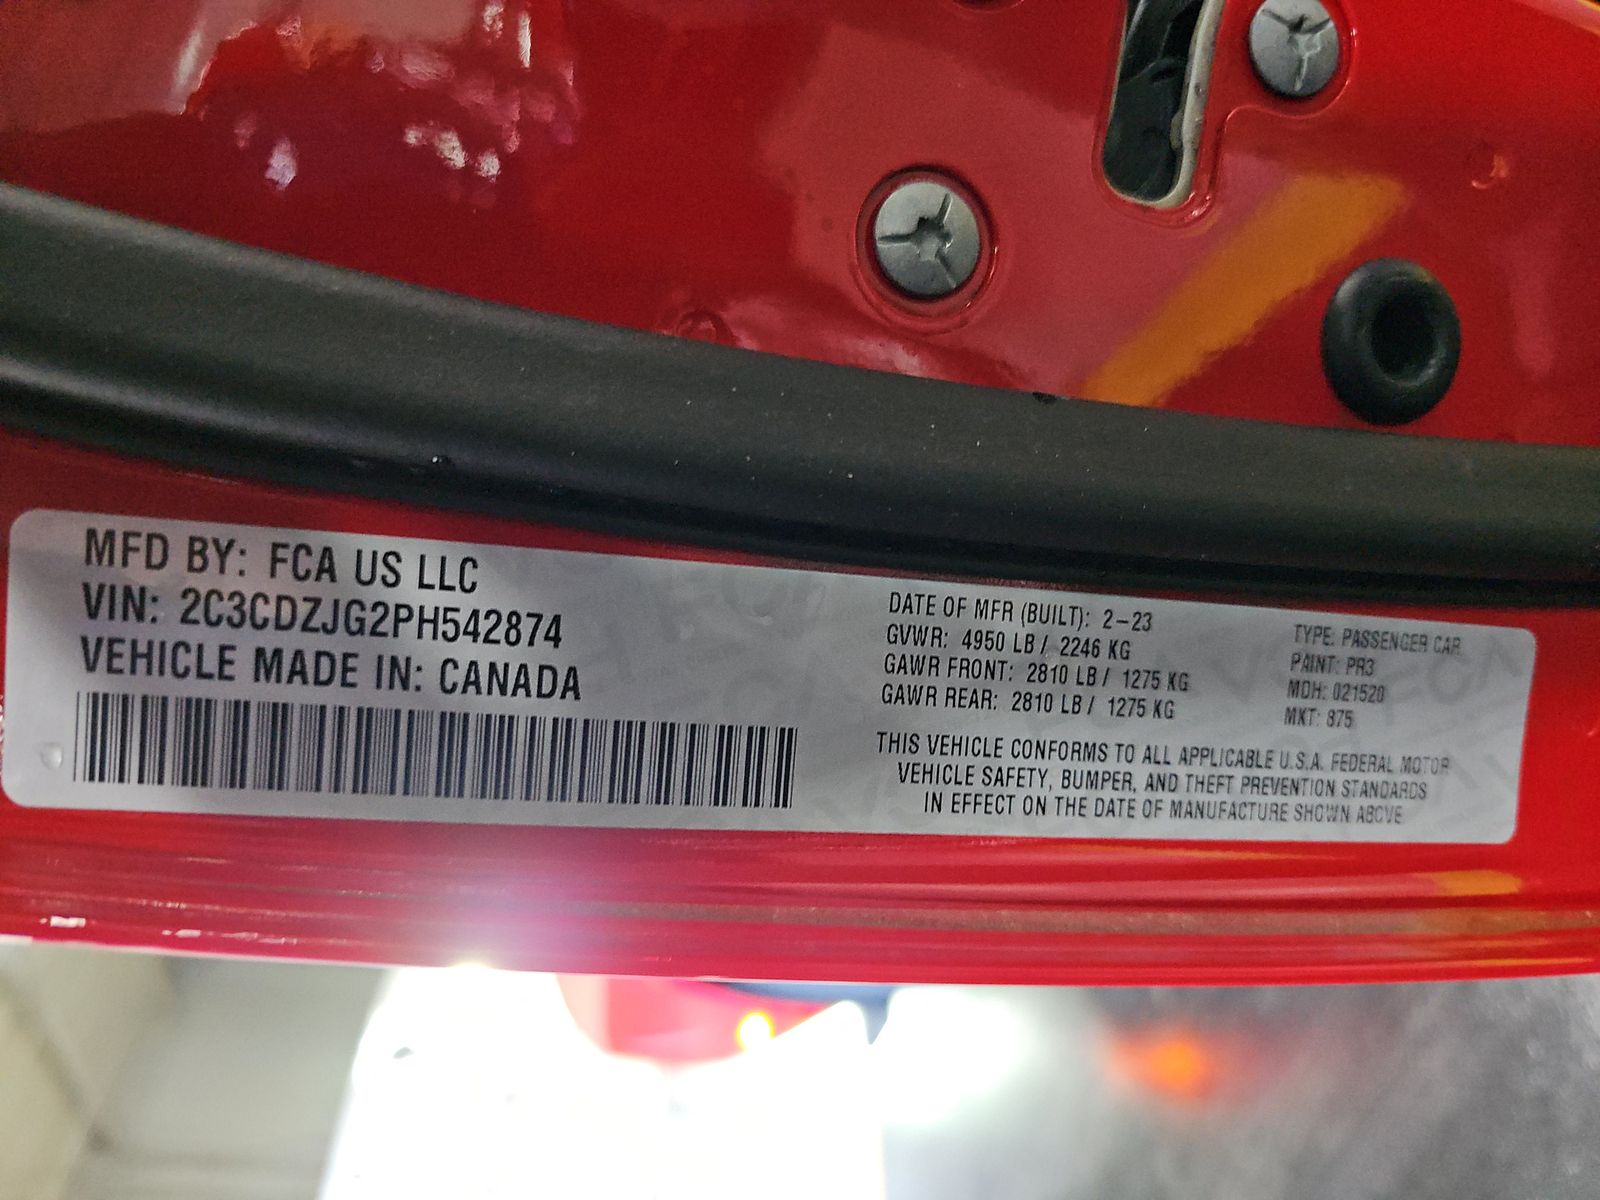 MFD BY: FCA US LLC
VIN: 2C3CDZJG2PH542874
VEHICLE MADE IN: CANADA
DATE OF MFR (BUILT): 2-23
GVWR: 4950 LB / 2246 KG
GAWR FRONT: 2810 LB / 1275 KG
GAWR REAR: 2810 LB / 1275 KG
TYPE: PASSENGER CAR
PAINT: PR3
MDH: 021520
MKT: 875
THIS VEHICLE CONFORMS TO ALL APPLICABLE U.S.A. FEDERAL MOTOR
VEHICLE SAFETY, BUMPER, AND THEFT PREVENTION STANDARDS
IN EFFECT ON THE DATE OF MANUFACTURE SHOWN ABOVE